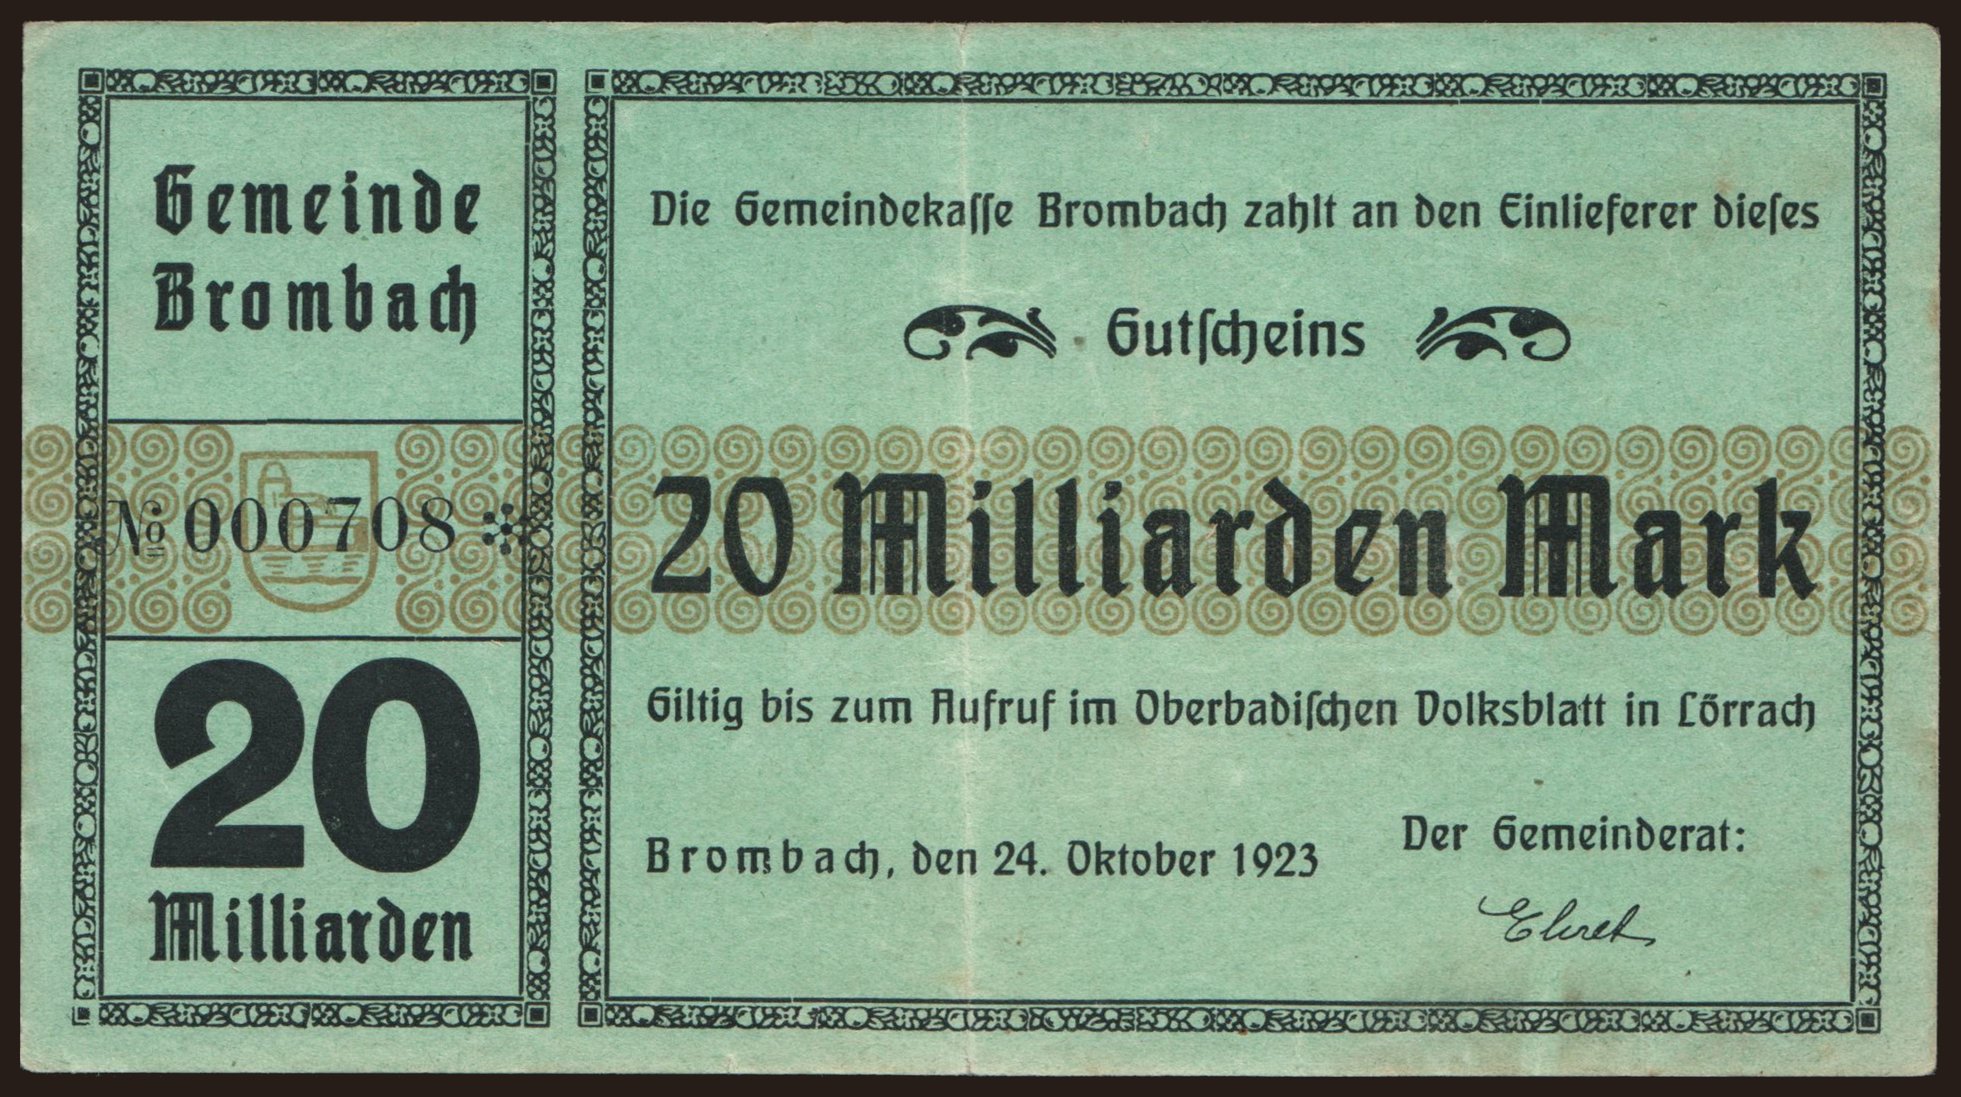 Gemeinde
Brombach
№ 000708
20
Milliarden
Die Gemeindekaſſe Brombach zahlt an den Einlieferer dieſes
Gutſcheins
20 Milliarden Mark
Giltig bis zum Aufruf im Oberbadiſchen Volksblatt in Lörrach
Brombach, den 24. Oktober 1923
Der Gemeinderat:
Ehret